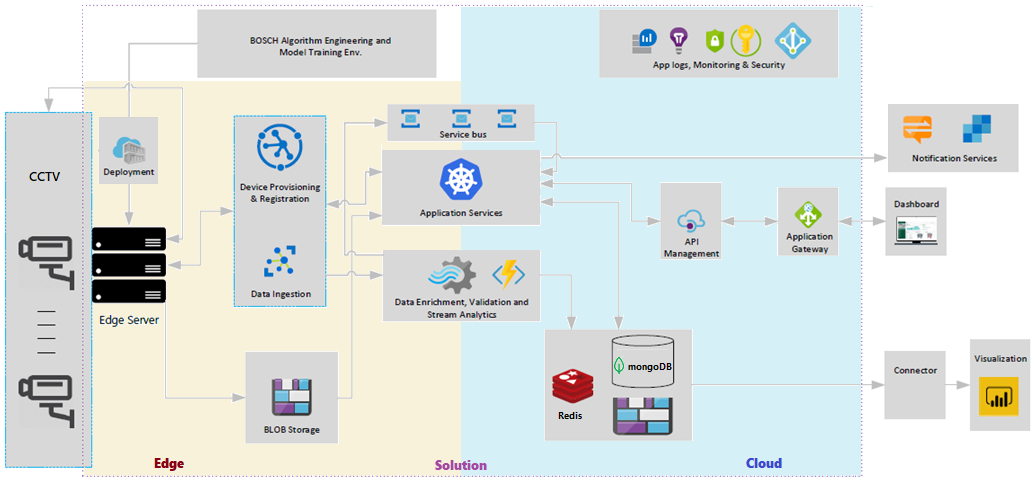 BOSCH Algorithm Engineering and
Model Training Env.
App logs, Monitoring & Security
CCTV
Deployment
Edge Server
Device Provisioning
& Registration
Data Ingestion
BLOB Storage
Service bus
Application Services
Data Enrichment, Validation and
Stream Analytics
API
Management
Application
Gateway
Notification Services
Dashboard
Redis
mongoDB
Connector
Visualization
Edge
Solution
Cloud